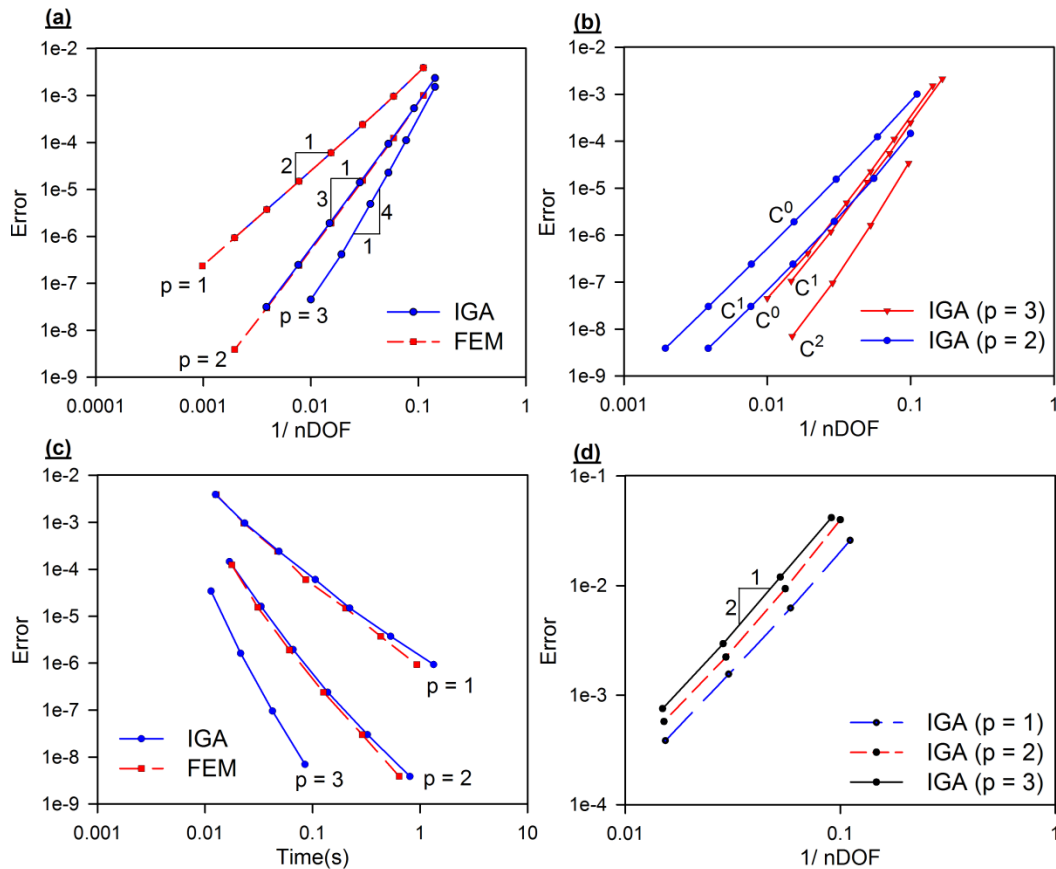 (a)
1e-2
1e-3
1e-4
1e-5
1e-6
1e-7
1e-8
1e-9
Error
1
2
1
3
4
1
p = 1
p = 3
p = 2
IGA
FEM
0.0001
0.001
0.01
0.1
1
1/ nDOF
(b)
1e-2
1e-3
1e-4
1e-5
1e-6
1e-7
1e-8
1e-9
Error
C0
C1
C1
C0
C2
IGA (p = 3)
IGA (p = 2)
0.001
0.01
0.1
1
1/ nDOF
(c)
1e-2
1e-3
1e-4
1e-5
1e-6
1e-7
1e-8
1e-9
Error
p = 1
p = 3
p = 2
IGA
FEM
0.001
0.01
0.1
1
10
Time(s)
(d)
1e-1
1e-2
1e-3
1e-4
Error
1
2
IGA (p = 1)
IGA (p = 2)
IGA (p = 3)
0.01
0.1
1
1/ nDOF